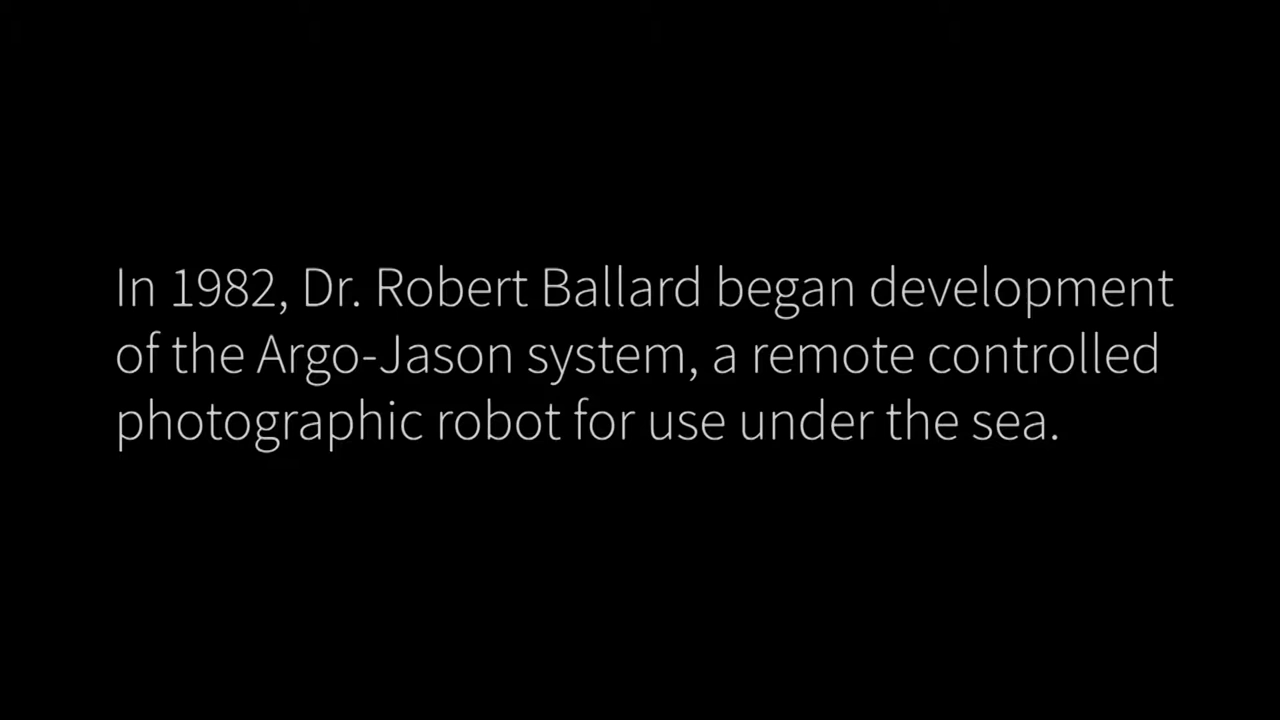 In 1982, Dr. Robert Ballard began development
of the Argo-Jason system, a remote controlled
photographic robot for use under the sea.